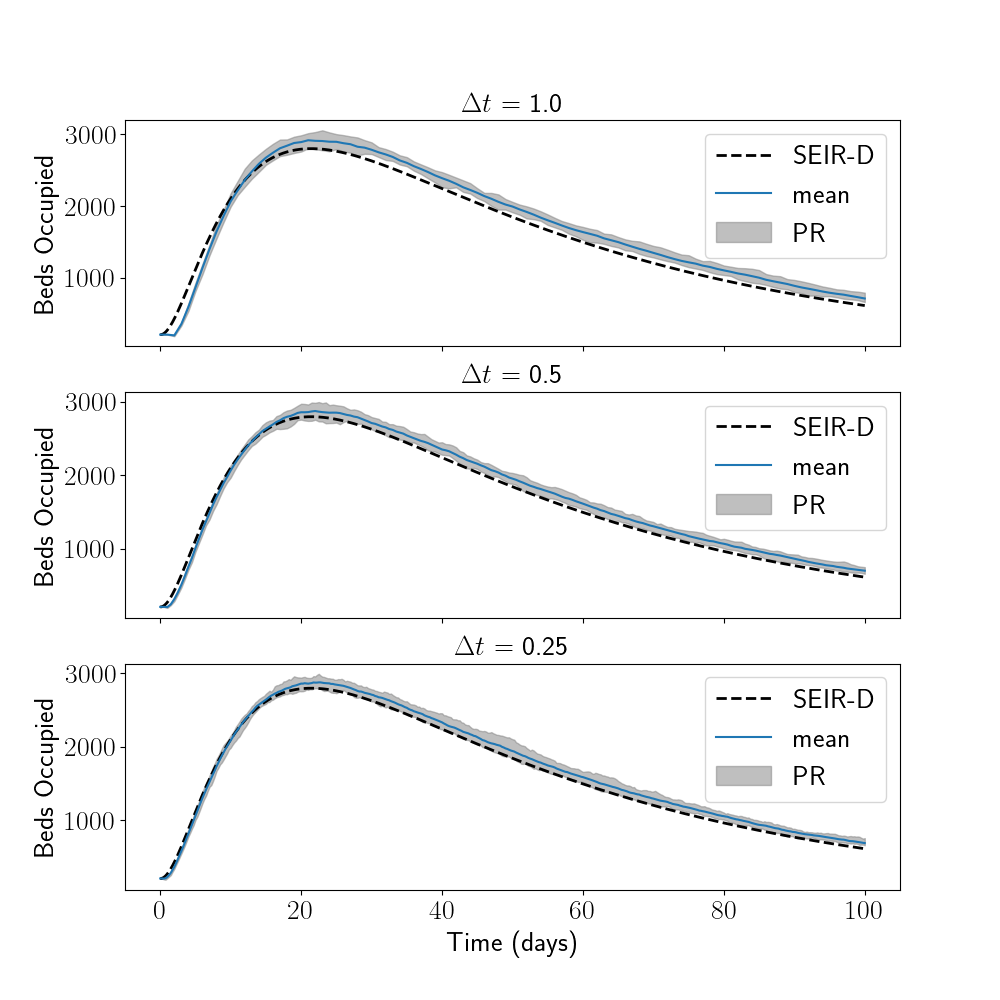 Δt = 1.0
3000
2000
1000
Beds Occupied
SEIR-D
mean
PR
Δt = 0.5
3000
2000
1000
Beds Occupied
SEIR-D
mean
PR
Δt = 0.25
3000
2000
1000
Beds Occupied
SEIR-D
mean
PR
0 20 40 60 80 100
Time (days)